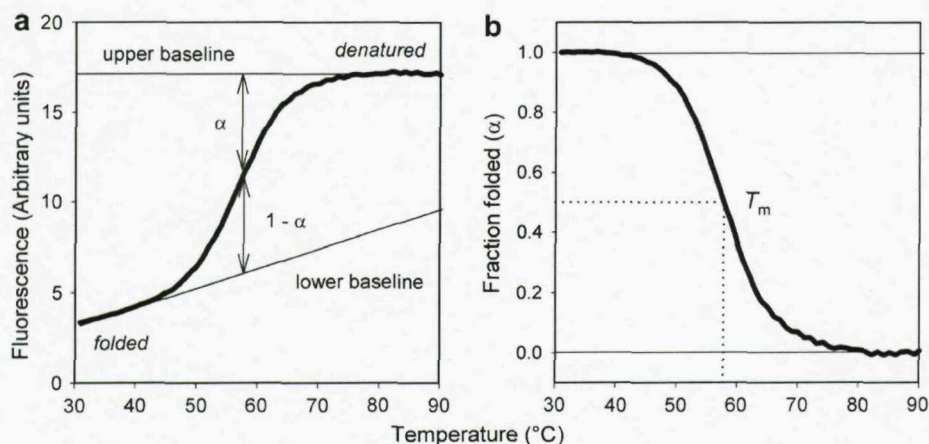 a
upper baseline
denatured
α
1 - α
lower baseline
folded
Fluorescence (Arbitrary units)
20
15
10
5
0
30 40 50 60 70 80 90
b
Tm
Fraction folded (α)
1.0
0.8
0.6
0.4
0.2
0.0
30 40 50 60 70 80 90
Temperature (°C)